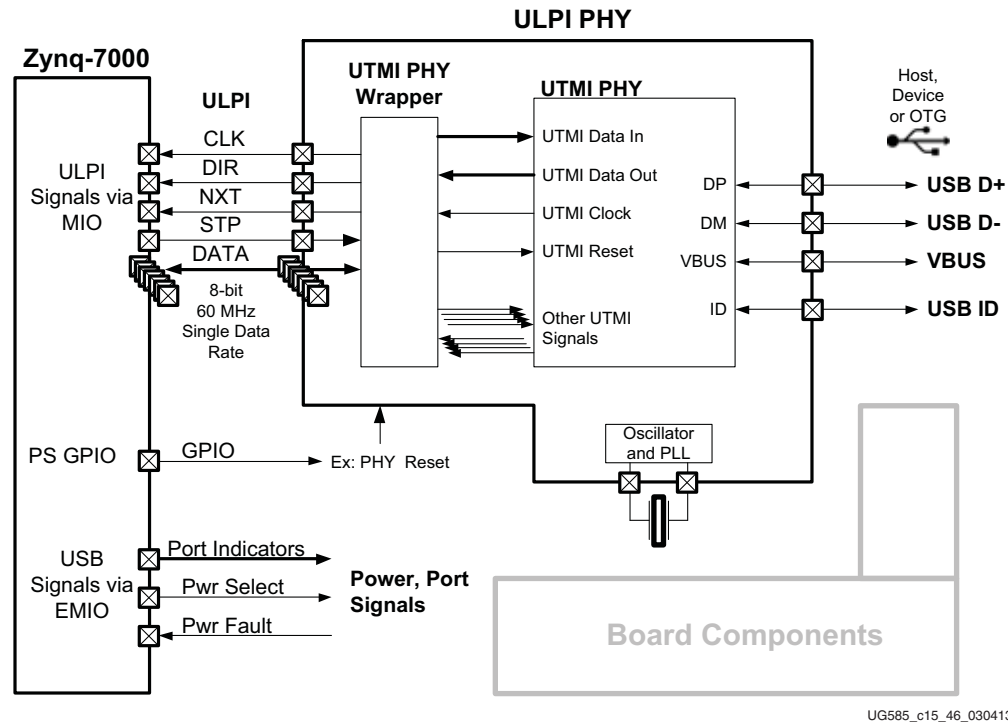 ULPI PHY
Zynq-7000
ULPI
UTMI PHY
Wrapper
UTMI PHY
Host,
Device
or OTG
CLK
DIR
NXT
STP
DATA
8-bit
60 MHz
Single Data
Rate
ULPI
Signals via
MIO
UTMI Data In
UTMI Data Out
UTMI Clock
UTMI Reset
Other UTMI
Signals
DP
DM
VBUS
ID
USB D+
USB D-
VBUS
USB ID
Oscillator
and PLL
PS GPIO
GPIO
Ex: PHY Reset
USB
Signals via
EMIO
Port Indicators
Pwr Select
Pwr Fault
Power, Port
Signals
Board Components
UG585_c15_46_030413